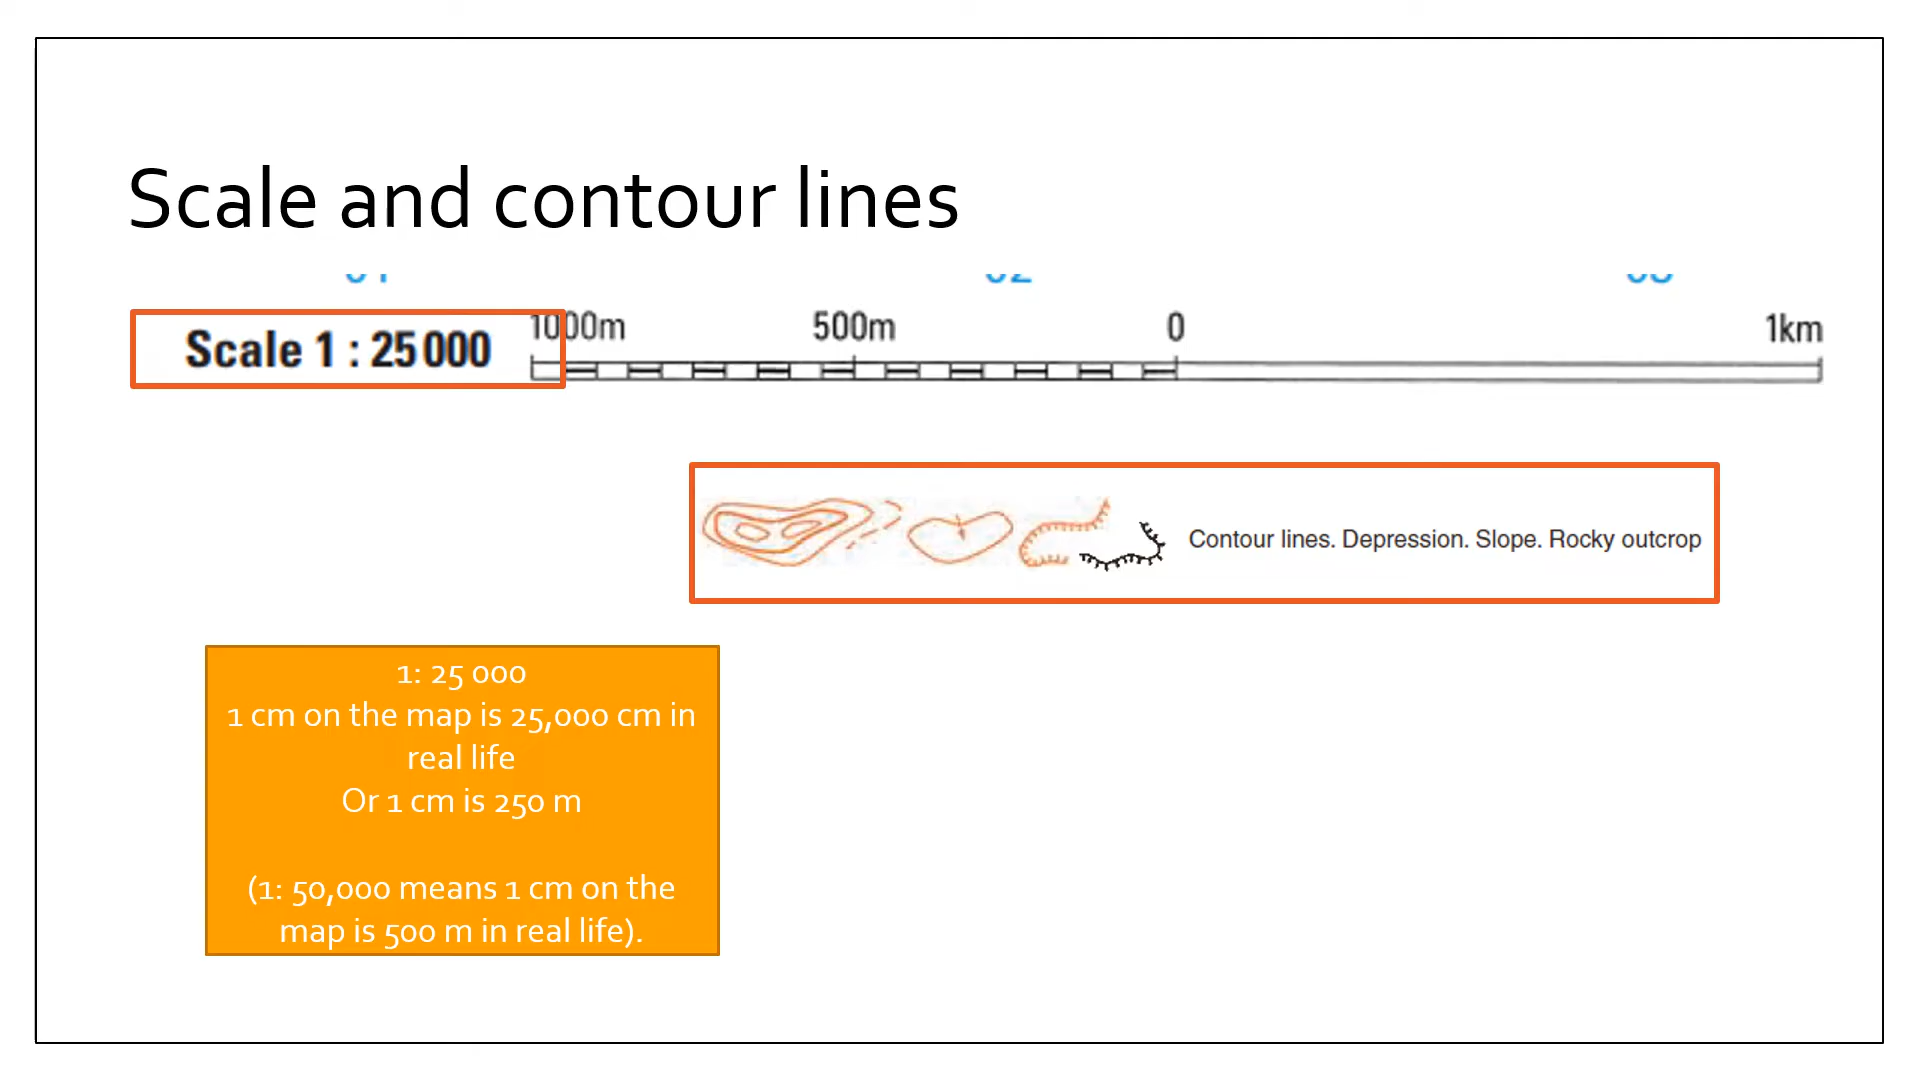 Scale and contour lines
Scale 1 : 25 000
1000m 500m 0 1km
Contour lines. Depression. Slope. Rocky outcrop
1: 25 000
1 cm on the map is 25,000 cm in
real life
Or 1 cm is 250 m
(1: 50,000 means 1 cm on the
map is 500 m in real life).